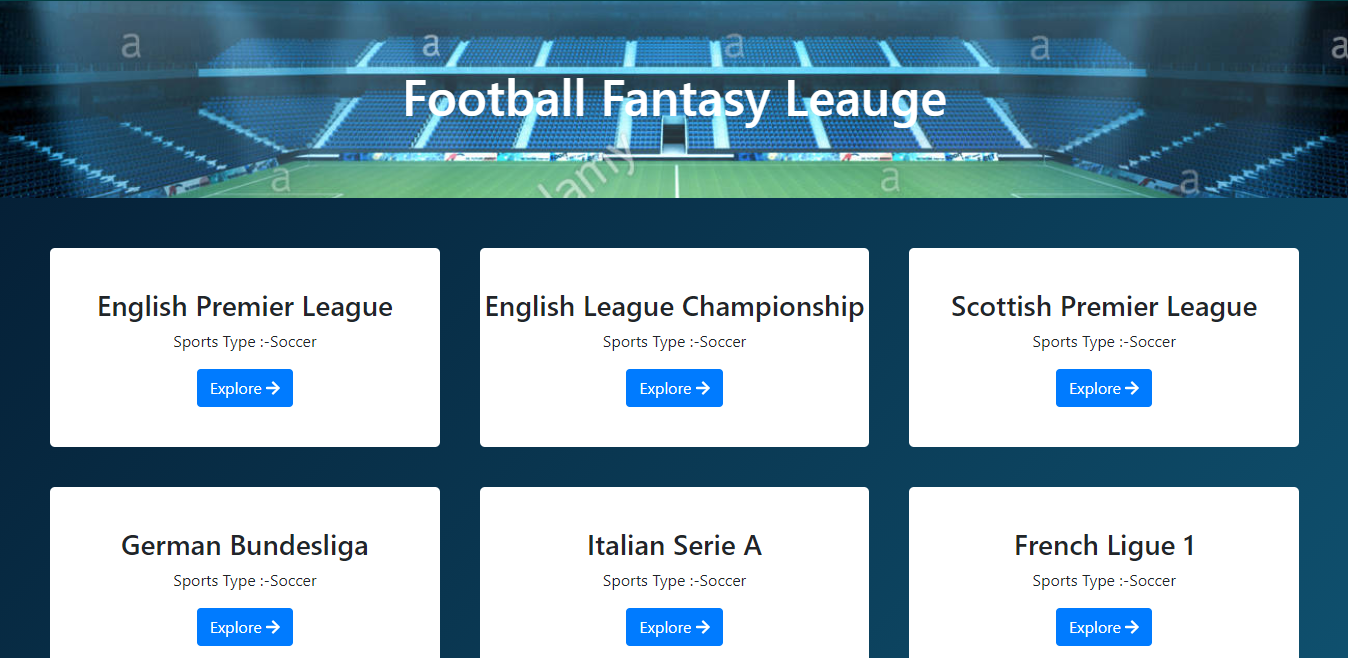 a a a a a
Football Fantasy Leauge
alamy
a a a
English Premier League
Sports Type :-Soccer
Explore
English League Championship
Sports Type :-Soccer
Explore
Scottish Premier League
Sports Type :-Soccer
Explore
German Bundesliga
Sports Type :-Soccer
Explore
Italian Serie A
Sports Type :-Soccer
Explore
French Ligue 1
Sports Type :-Soccer
Explore